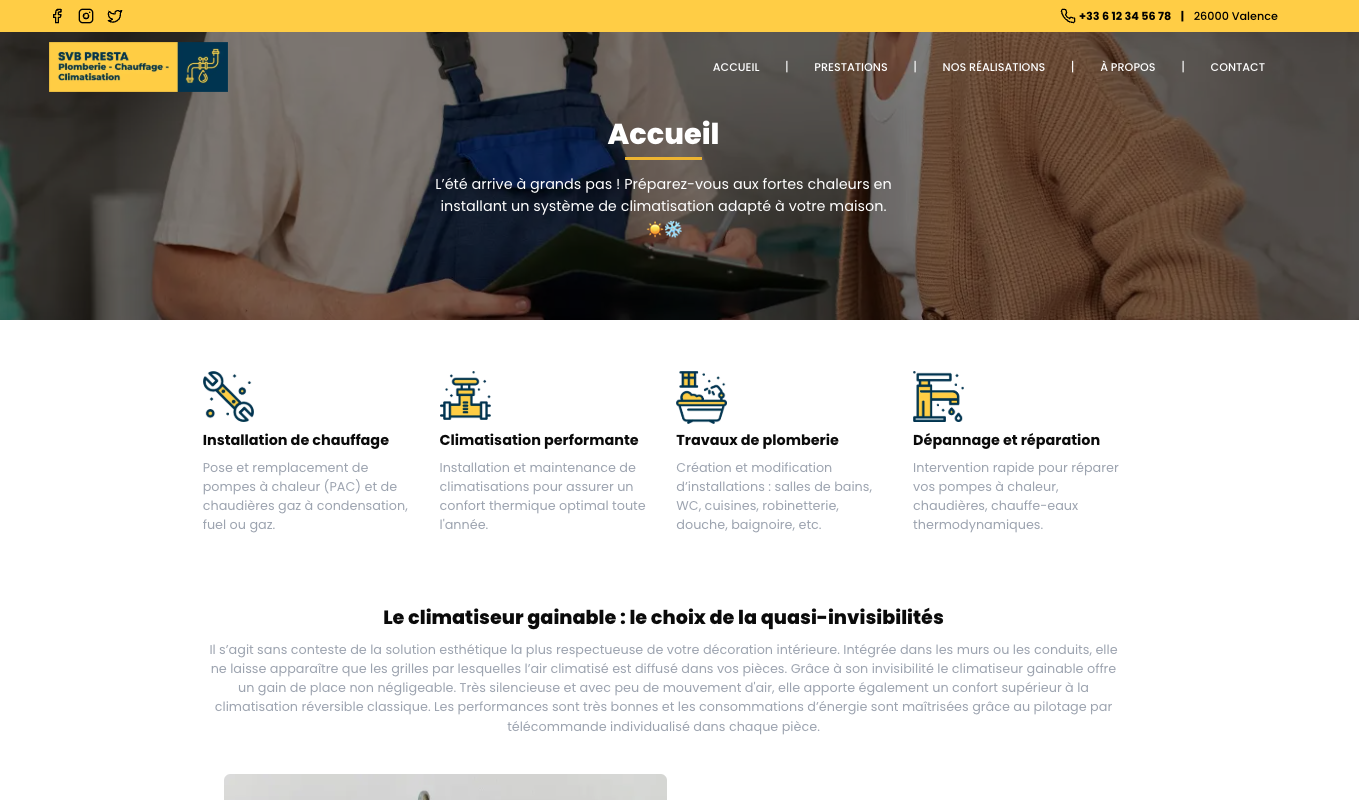 +33 6 12 34 56 78 | 26000 Valence
SVB PRESTA
Plomberie - Chauffage -
Climatisation
ACCUEIL | PRESTATIONS | NOS RÉALISATIONS | À PROPOS | CONTACT
Accueil
L’été arrive à grands pas ! Préparez-vous aux fortes chaleurs en
installant un système de climatisation adapté à votre maison.
☀️❄️
Installation de chauffage
Pose et remplacement de
pompes à chaleur (PAC) et de
chaudières gaz à condensation,
fuel ou gaz.
Climatisation performante
Installation et maintenance de
climatisations pour assurer un
confort thermique optimal toute
l'année.
Travaux de plomberie
Création et modification
d’installations : salles de bains,
WC, cuisines, robinetterie,
douche, baignoire, etc.
Dépannage et réparation
Intervention rapide pour réparer
vos pompes à chaleur,
chaudières, chauffe-eaux
thermodynamiques.
Le climatiseur gainable : le choix de la quasi-invisibilités
Il s’agit sans conteste de la solution esthétique la plus respectueuse de votre décoration intérieure. Intégrée dans les murs ou les conduits, elle
ne laisse apparaître que les grilles par lesquelles l’air climatisé est diffusé dans vos pièces. Grâce à son invisibilité le climatiseur gainable offre
un gain de place non négligeable. Très silencieuse et avec peu de mouvement d'air, elle apporte également un confort supérieur à la
climatisation réversible classique. Les performances sont très bonnes et les consommations d’énergie sont maîtrisées grâce au pilotage par
télécommande individualisé dans chaque pièce.